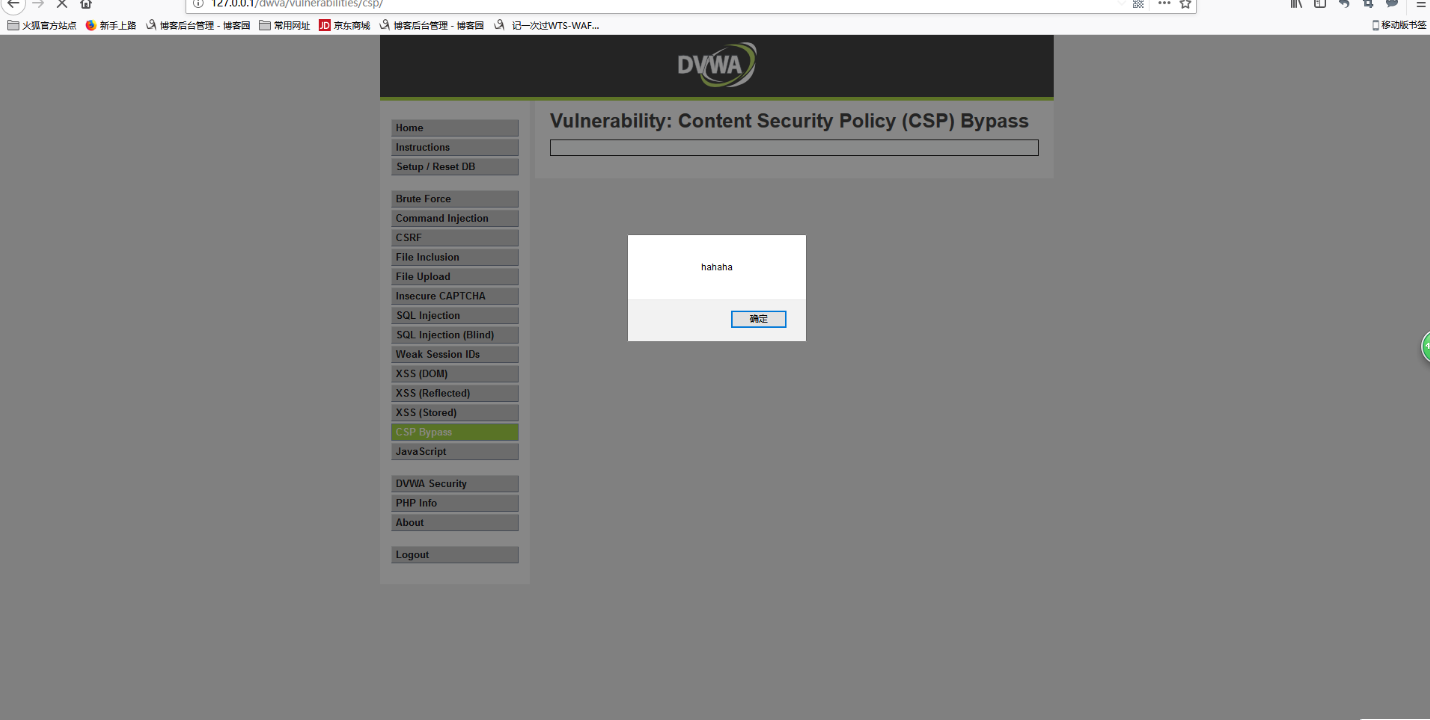 127.0.0.1/dwva/vulnerabilities/csp/
火狐官方站点 新手上路 博客后台管理 - 博客园 常用网址 JD 京东商城 博客后台管理 - 博客园 记一次过WTS-WAF... 移动版书签
DVWA
Vulnerability: Content Security Policy (CSP) Bypass
Home
Instructions
Setup / Reset DB
Brute Force
Command Injection
CSRF
File Inclusion
File Upload
Insecure CAPTCHA
SQL Injection
SQL Injection (Blind)
Weak Session IDs
XSS (DOM)
XSS (Reflected)
XSS (Stored)
CSP Bypass
JavaScript
DVWA Security
PHP Info
About
Logout
hahaha
确定